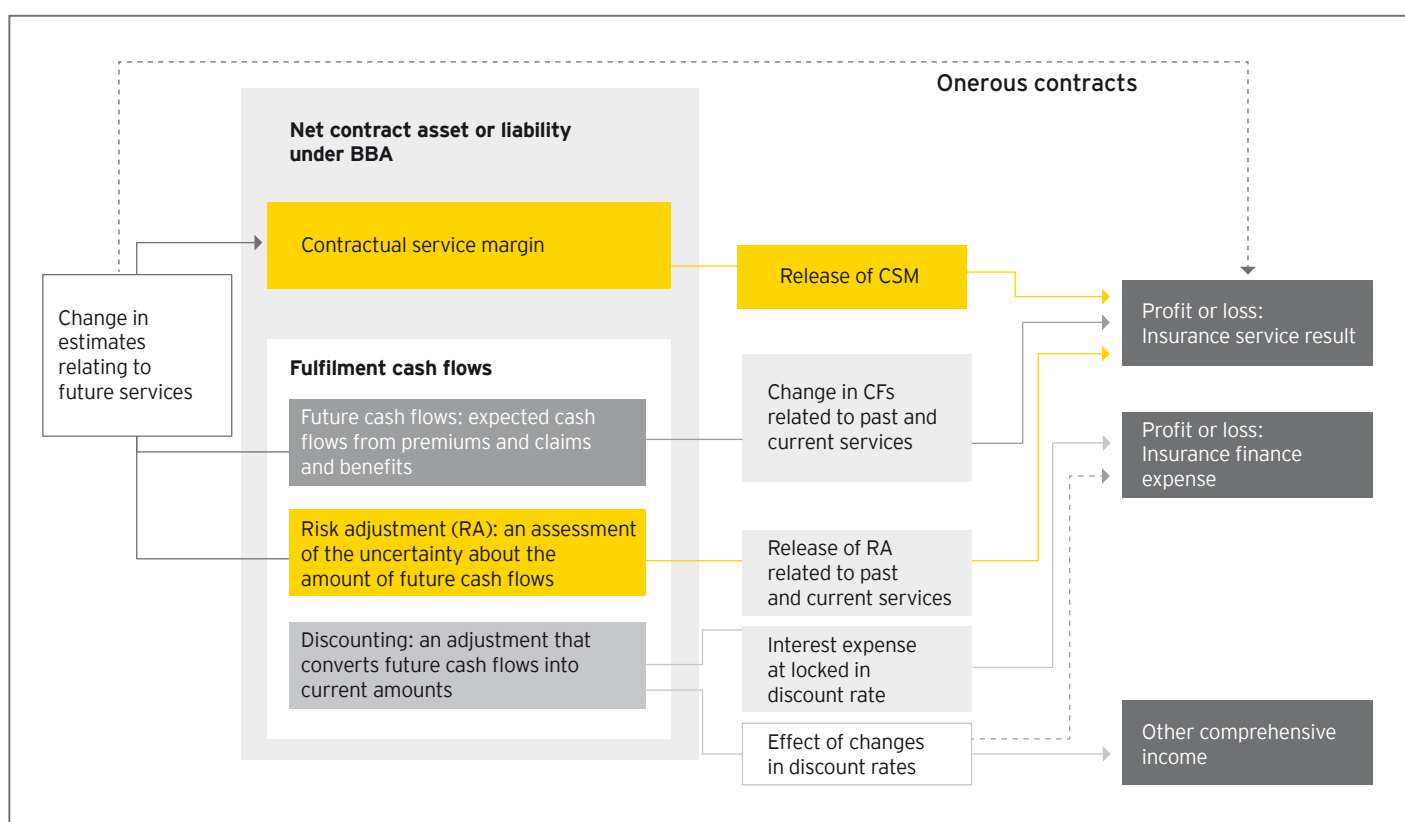 Onerous contracts
Net contract asset or liability
under BBA
Contractual service margin
Release of CSM
Profit or loss:
Insurance service result
Change in
estimates
relating to
future services
Fulfilment cash flows
Future cash flows: expected cash
flows from premiums and claims
and benefits
Change in CFs
related to past and
current services
Profit or loss:
Insurance finance
expense
Risk adjustment (RA): an assessment
of the uncertainty about the
amount of future cash flows
Release of RA
related to past
and current services
Discounting: an adjustment that
converts future cash flows into
current amounts
Interest expense
at locked in
discount rate
Effect of changes
in discount rates
Other comprehensive
income